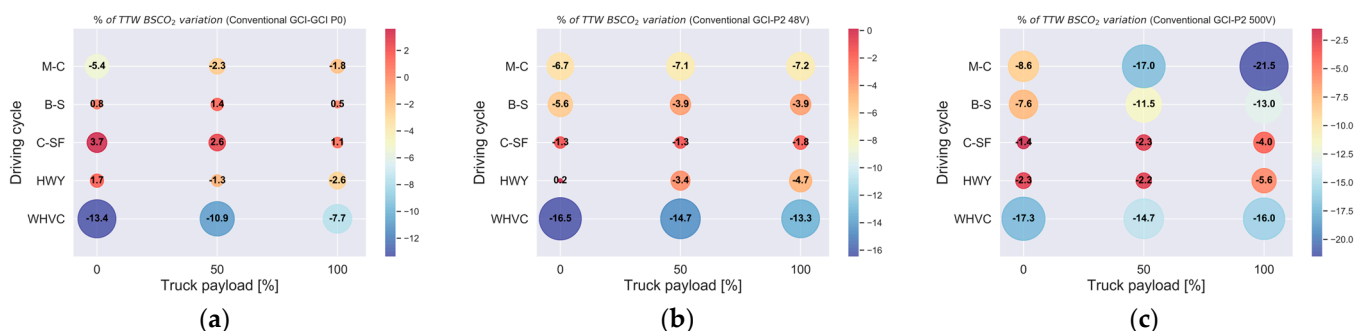 % of TTW BSCO₂ variation (Conventional GCI-GCI P0)
Driving cycle
M-C
-5.4
-2.3
-1.8
B-S
0.8
1.4
0.5
C-SF
3.7
2.6
1.1
HWY
1.7
-1.3
-2.6
WHVC
-13.4
-10.9
-7.7
0
50
100
Truck payload [%]
2
0
−2
−4
−6
−8
−10
−12
(a)
% of TTW BSCO₂ variation (Conventional GCI-P2 48V)
Driving cycle
M-C
-6.7
-7.1
-7.2
B-S
-5.6
-3.9
-3.9
C-SF
-1.3
-1.3
-1.8
HWY
0.2
-3.4
-4.7
WHVC
-16.5
-14.7
-13.3
0
50
100
Truck payload [%]
0
−2
−4
−6
−8
−10
−12
−14
−16
(b)
% of TTW BSCO₂ variation (Conventional GCI-P2 500V)
Driving cycle
M-C
-8.6
-17.0
-21.5
B-S
-7.6
-11.5
-13.0
C-SF
-1.4
-2.3
-4.0
HWY
-2.3
-2.2
-5.6
WHVC
-17.3
-14.7
-16.0
0
50
100
Truck payload [%]
−2.5
−5.0
−7.5
−10.0
−12.5
−15.0
−17.5
−20.0
(c)